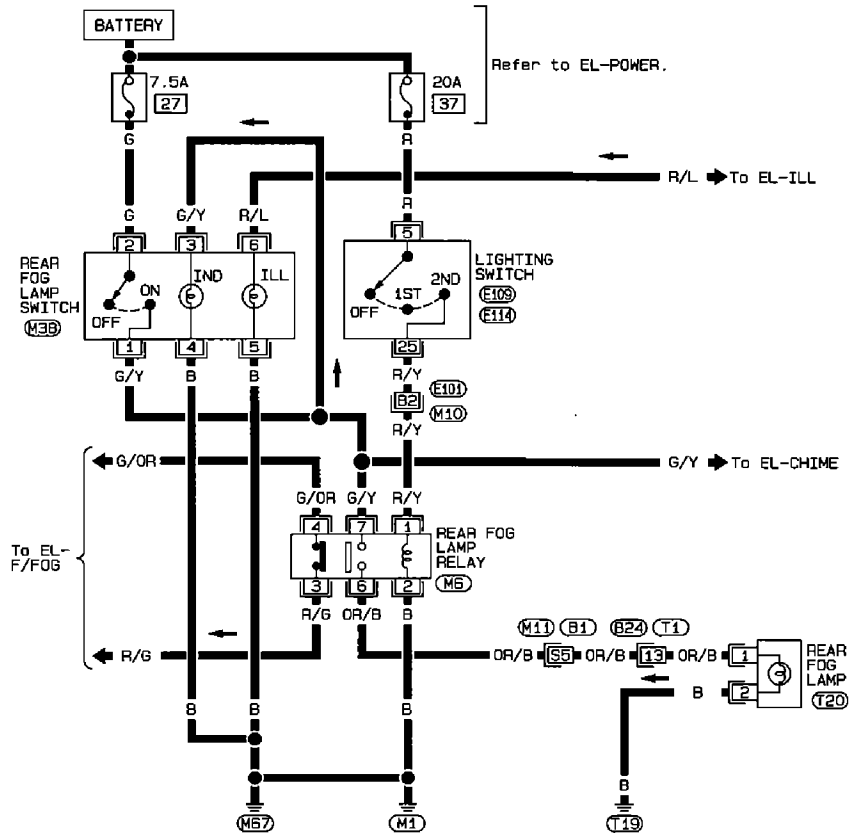 BATTERY
7.5A
27
20A
37
Refer to EL-POWER.
G
R
R/L To EL-ILL
G
G/Y
R/L
R
2
3
6
5
REAR
FOG
LAMP
SWITCH
M38
OFF
ON
IND
ILL
OFF
1ST
2ND
LIGHTING
SWITCH
E109
E114
1
4
5
25
G/Y
B
B
R/Y
B2
E101
M10
R/Y
G/OR
G/Y To EL-CHIME
G/OR
G/Y
R/Y
To EL-
F/FOG
4
7
1
REAR FOG
LAMP
RELAY
M6
3
6
2
R/G
OR/B
B
R/G
M11
B1
B24
T1
OR/B
S5
OR/B
13
OR/B
1
REAR
FOG
LAMP
T20
B
2
B
B
B
B
M67
M1
T19